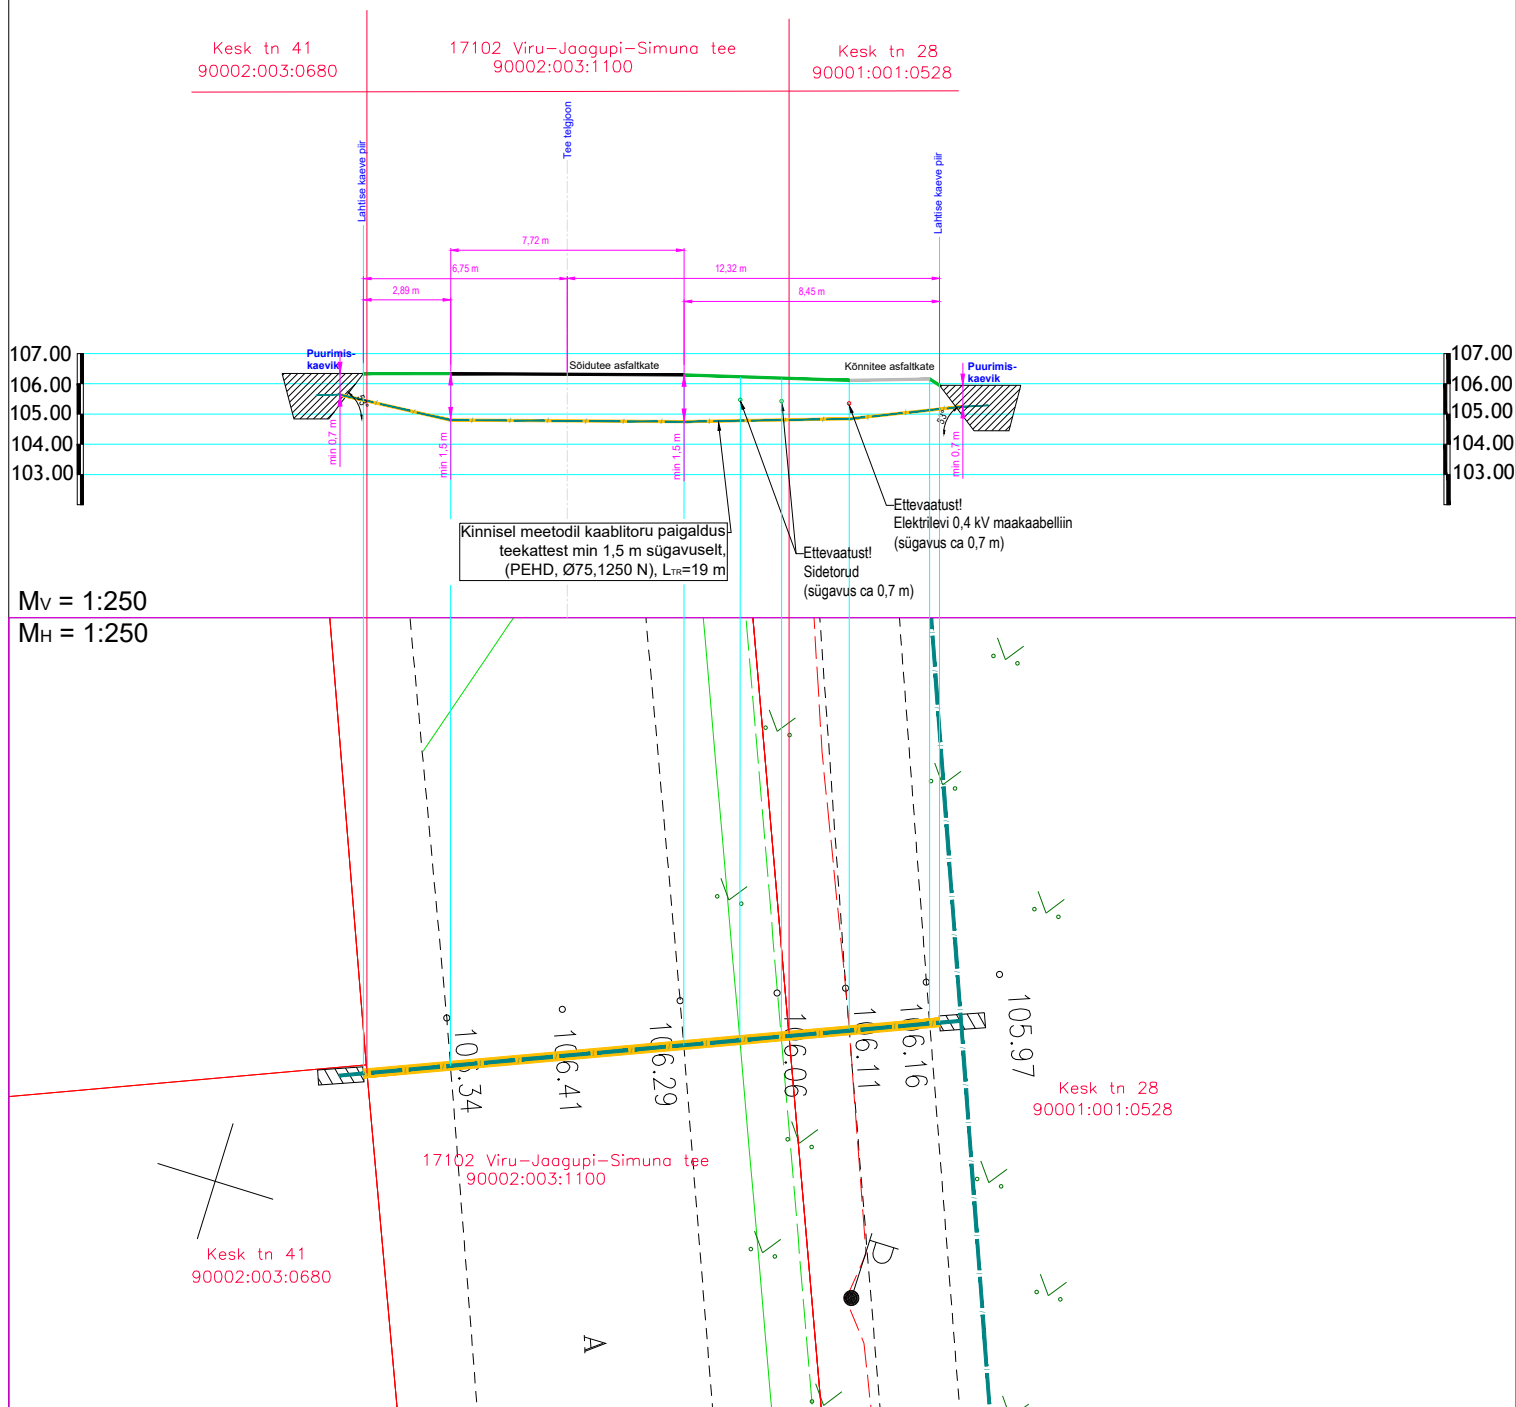 Kesk tn 41
90002:003:0680
17102 Viru-Jaagupi-Simuna tee
90002:003:1100
Kesk tn 28
90001:001:0528
Lahtise kaeve piir
Tee telgjoon
Lahtise kaeve piir
7,72 m
6,75 m
12,32 m
2,89 m
8,45 m
107.00
106.00
105.00
104.00
103.00
Puurimis-
kaevik
Sõidutee asfaltkate
Könnitee asfaltkate
Puurimis-
kaevik
107.00
106.00
105.00
104.00
103.00
min 0,7 m
min 1,5 m
min 1,5 m
min 0,7 m
Kinnisel meetodil kaablitoru paigaldus
teekattest min 1,5 m sügavuselt,
(PEHD, Ø75,1250 N), LTR=19 m
Ettevaatust!
Sidetorud
(sügavus ca 0,7 m)
Ettevaatust!
Elektrilevi 0,4 kV maakaabelliin
(sügavus ca 0,7 m)
MV = 1:250
MH = 1:250
106.34
106.41
106.29
106.06
106.11
106.16
105.97
Kesk tn 28
90001:001:0528
17102 Viru-Jaagupi-Simuna tee
90002:003:1100
Kesk tn 41
90002:003:0680
P
A